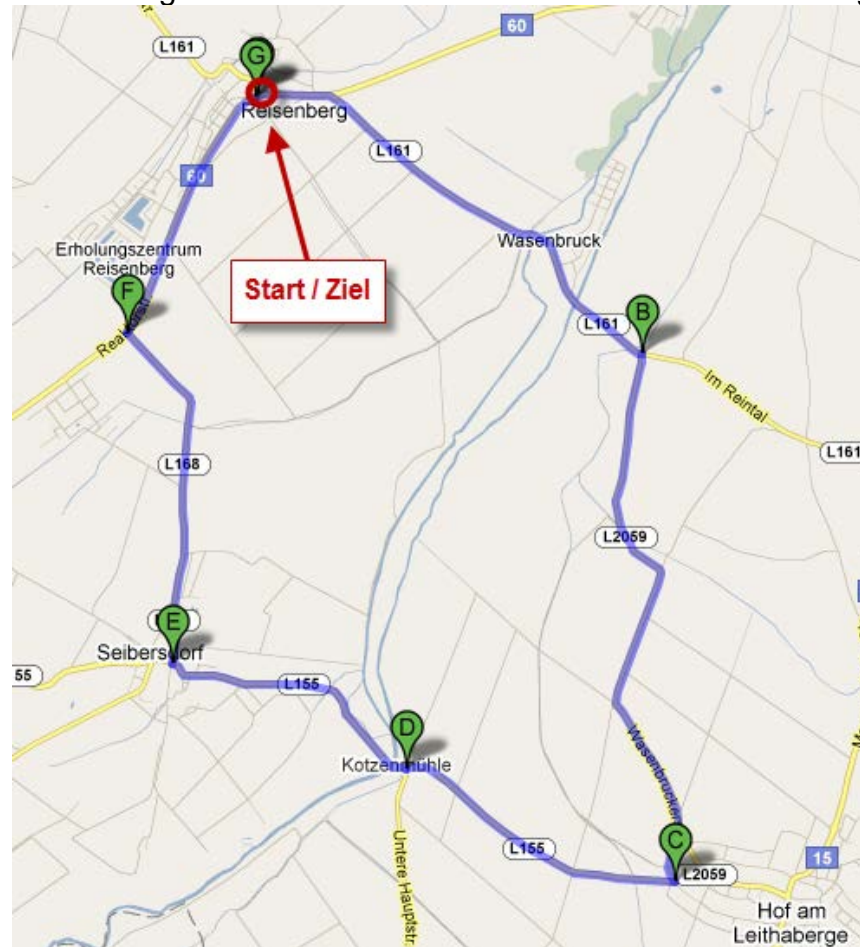 60
L161
G
Reisenberg
L161
60
Wasenbruck
Erholungszentrum
Reisenberg
Start / Ziel
F
L161
B
Im Reintal
L161
L168
L2059
E
Seibersdorf
55
L155
D
Kotzenmühle
Untere Hauptstr.
L155
C
L2059
15
Hof am
Leithaberge